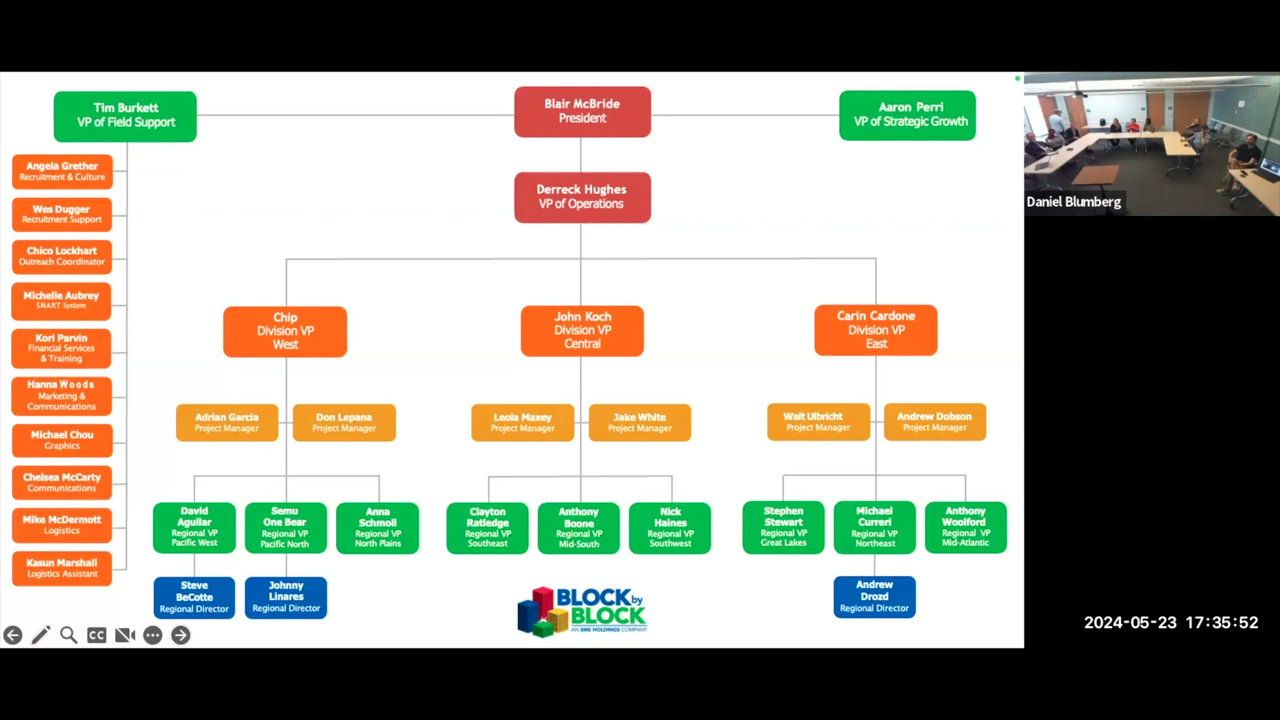 Tim Burkett
VP of Field Support
Blair McBride
President
Aaron Perri
VP of Strategic Growth
Derreck Hughes
VP of Operations
Angela Grether
Recruitment & Culture
Wes Dugger
Recruitment Support
Chico Lockhart
Outreach Coordinator
Michelle Aubrey
SMART System
Kori Parvin
Financial Services
& Training
Hanna Woods
Marketing &
Communications
Michael Chou
Graphics
Chelsea McCarty
Communications
Mike McDermott
Logistics
Kasun Marshall
Logistics Assistant
Chip
Division VP
West
John Koch
Division VP
Central
Carin Cardone
Division VP
East
Adrian Garcia
Project Manager
Don Lepana
Project Manager
Leola Maxey
Project Manager
Jake White
Project Manager
Walt Ulbricht
Project Manager
Andrew Dobson
Project Manager
David
Aguilar
Regional VP
Pacific West
Semu
One Bear
Regional VP
Pacific North
Anna
Schmoll
Regional VP
North Plains
Clayton
Ratledge
Regional VP
Southeast
Anthony
Boone
Regional VP
Mid-South
Nick
Haines
Regional VP
Southwest
Stephen
Stewart
Regional VP
Great Lakes
Michael
Curreri
Regional VP
Northeast
Anthony
Woolford
Regional VP
Mid-Atlantic
Steve
BeCotte
Regional Director
Johnny
Linares
Regional Director
Andrew
Drozd
Regional Director
BLOCK by
BLOCK
AN SMS HOLDINGS COMPANY
CC
Daniel Blumberg
2024-05-23 17:35:52